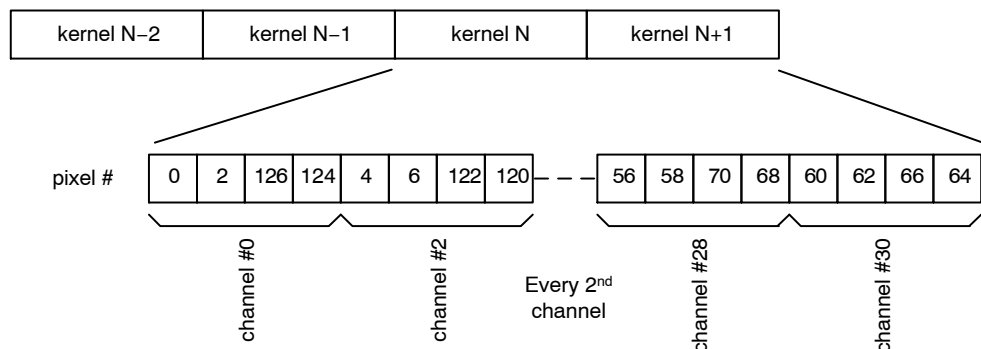 kernel N−2 kernel N−1 kernel N kernel N+1
pixel # 0 2 126 124 4 6 122 120 56 58 70 68 60 62 66 64
channel #0 channel #2 channel #28 channel #30
Every 2nd
channel